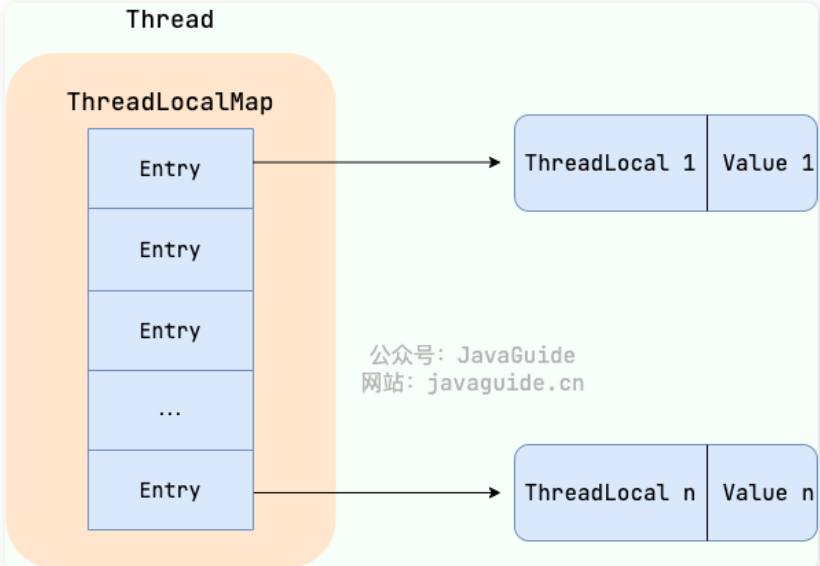 Thread
ThreadLocalMap
Entry
ThreadLocal 1 Value 1
Entry
Entry
公众号: JavaGuide
网站: javaguide.cn
...
Entry
ThreadLocal n Value n